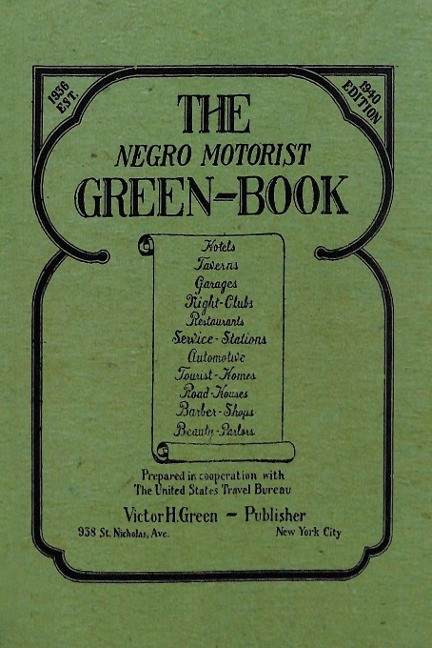 1936
EST.
1940
EDITION
THE
NEGRO MOTORIST
GREEN-BOOK
Hotels
Taverns
Garages
Night-Clubs
Restaurants
Service-Stations
Automotive
Tourist-Homes
Road-Houses
Barber-Shops
Beauty-Parlors
Prepared in cooperation with
The United States Travel Bureau
Victor H. Green - Publisher
938 St. Nicholas, Ave. New York City